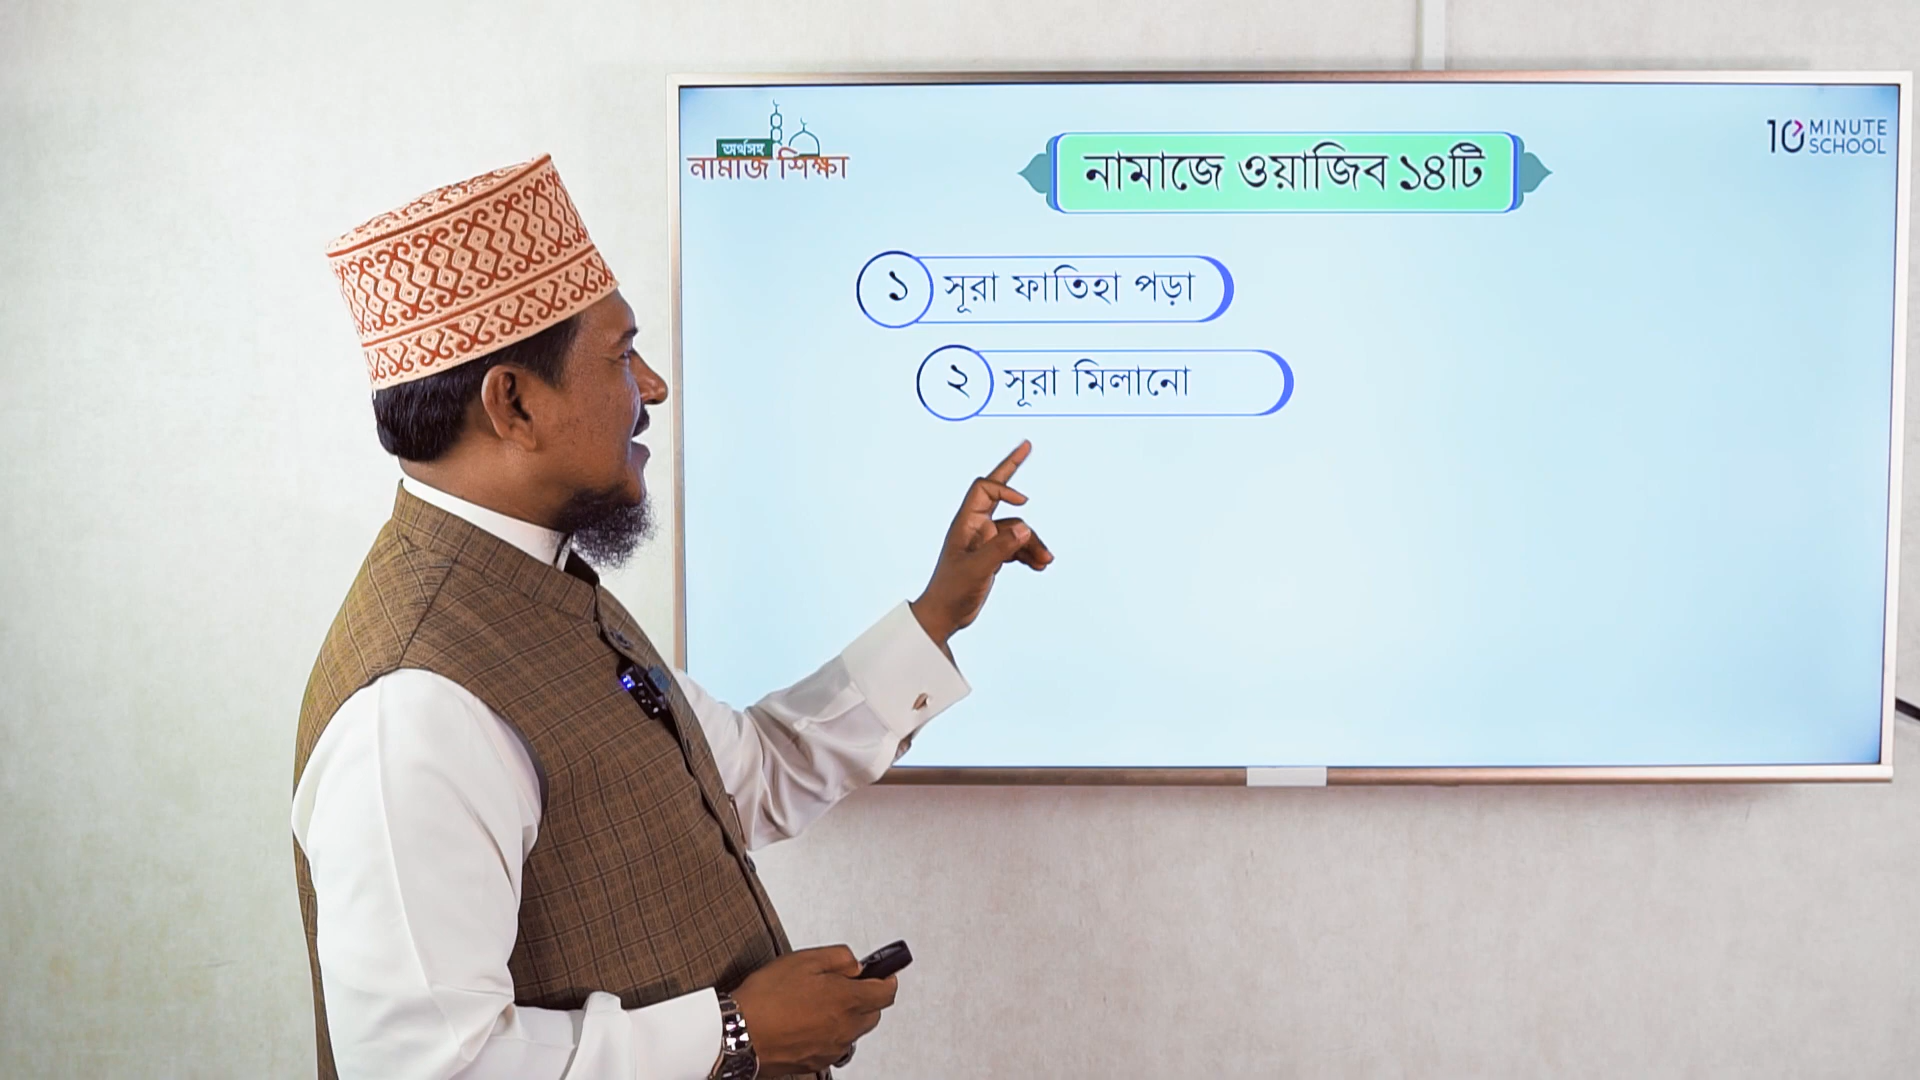 অর্থসহ
নামাজ শিক্ষা
নামাজে ওয়াজিব ১৪টি
10 MINUTE SCHOOL
১ সূরা ফাতিহা পড়া
২ সূরা মিলানো